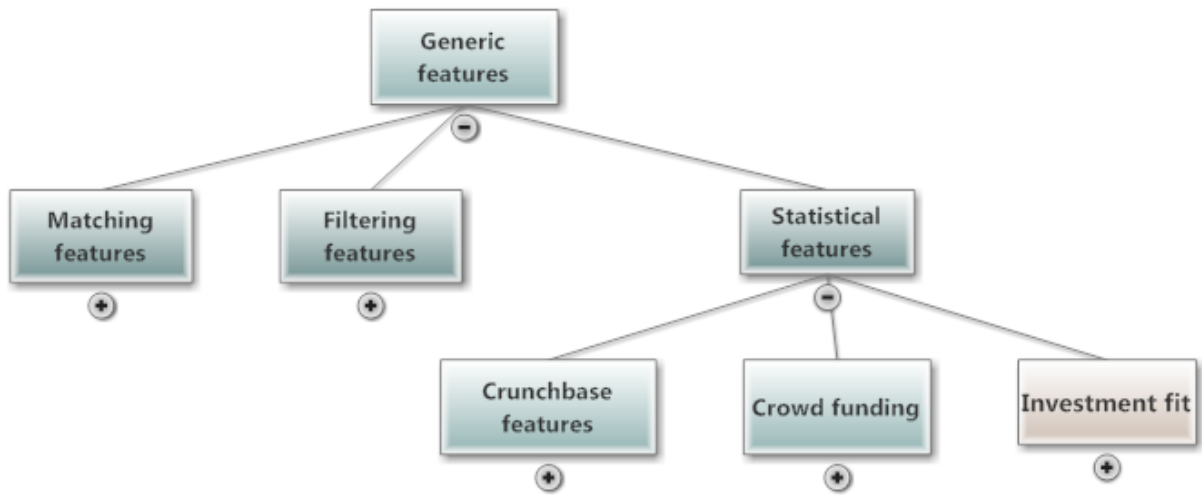 Generic
features
Matching
features
Filtering
features
Statistical
features
Crunchbase
features
Crowd funding
Investment fit